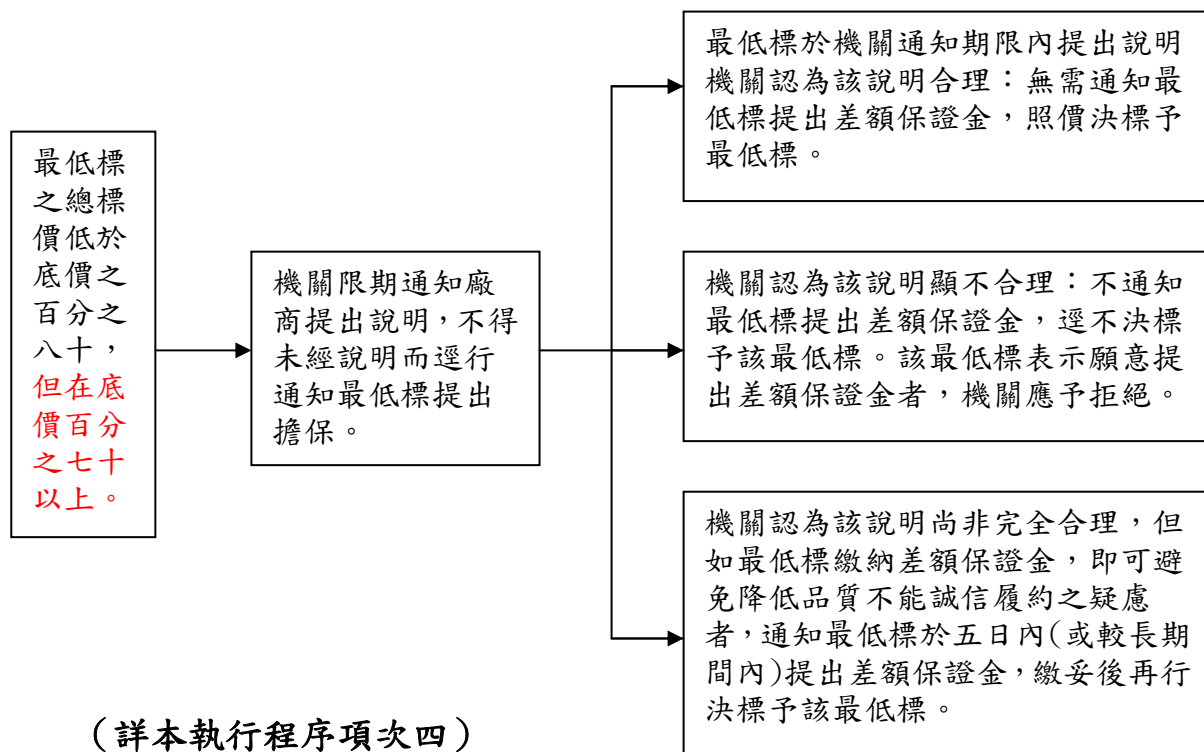 最低標
之總標
價低於
底價之
百分之
八十，
但在底
價百分
之七十
以上。
機關限期通知廠
商提出說明，不得
未經說明而逕行
通知最低標提出
擔保。
最低標於機關通知期限內提出說明
機關認為該說明合理：無需通知最
低標提出差額保證金，照價決標予
最低標。
機關認為該說明顯不合理：不通知
最低標提出差額保證金，逕不決標
予該最低標。該最低標表示願意提
出差額保證金者，機關應予拒絕。
機關認為該說明尚非完全合理，但
如最低標繳納差額保證金，即可避
免降低品質不能誠信履約之疑慮
者，通知最低標於五日內(或較長期
間內)提出差額保證金，繳妥後再行
決標予該最低標。
（詳本執行程序項次四）